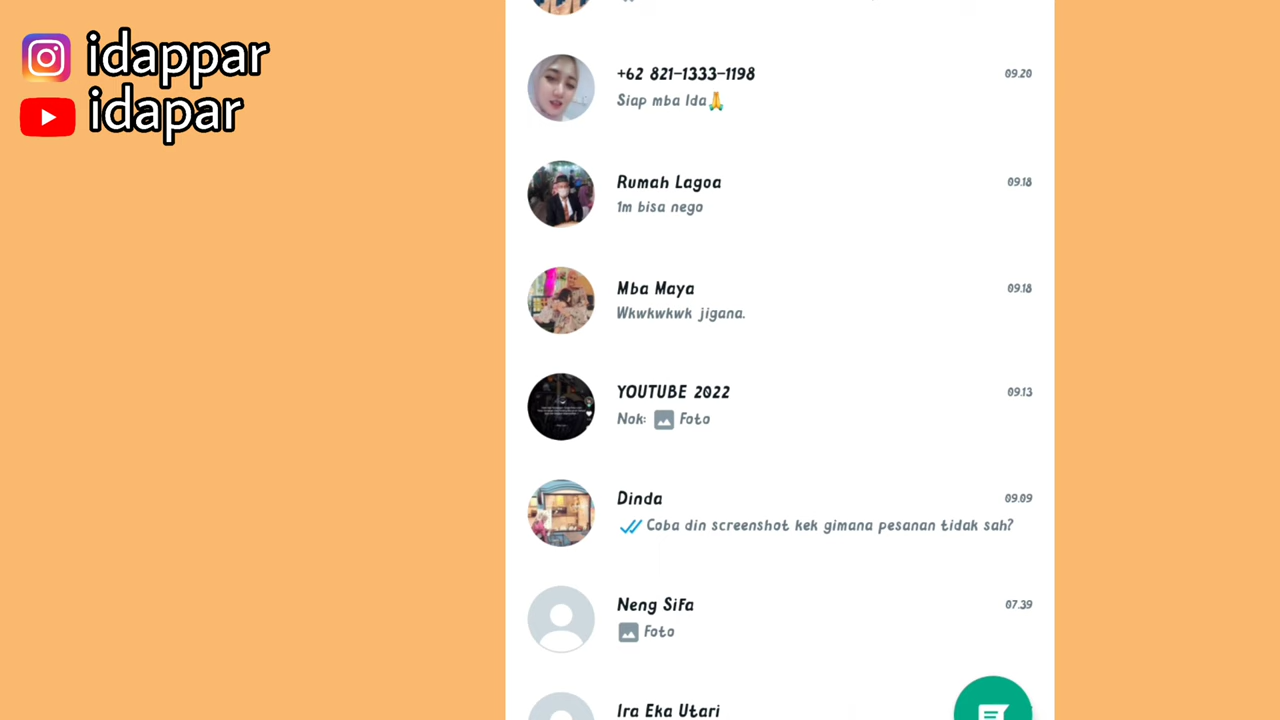 idappar
idapar
+62 821-1333-1198
09.20
Siap mba Ida🙏
Rumah Lagoa
09.18
1m bisa nego
Mba Maya
09.18
Wkwkwkwk jigana.
YOUTUBE 2022
09.13
Nok: Foto
Dinda
09.09
Coba din screenshot kek gimana pesanan tidak sah?
Neng SiFa
07.39
Foto
Ira Eka Utari